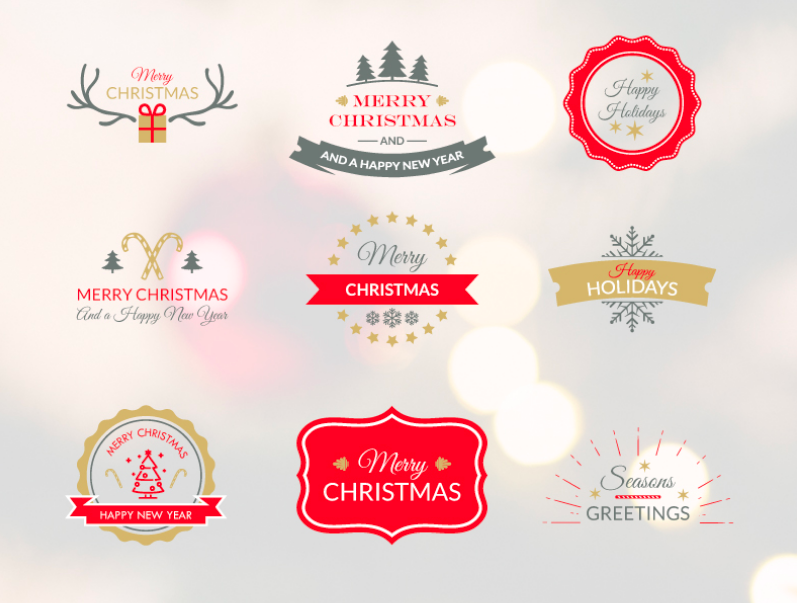 Merry
CHRISTMAS
MERRY
CHRISTMAS
AND
AND A HAPPY NEW YEAR
Happy
Holidays
MERRY CHRISTMAS
And a Happy New Year
Merry
CHRISTMAS
Happy
HOLIDAYS
MERRY CHRISTMAS
HAPPY NEW YEAR
Merry
CHRISTMAS
Seasons
GREETINGS